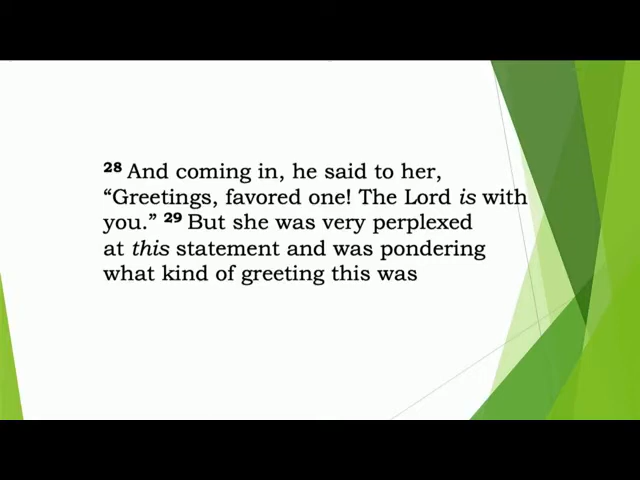 28 And coming in, he said to her,
“Greetings, favored one! The Lord is with
you.” 29 But she was very perplexed
at this statement and was pondering
what kind of greeting this was